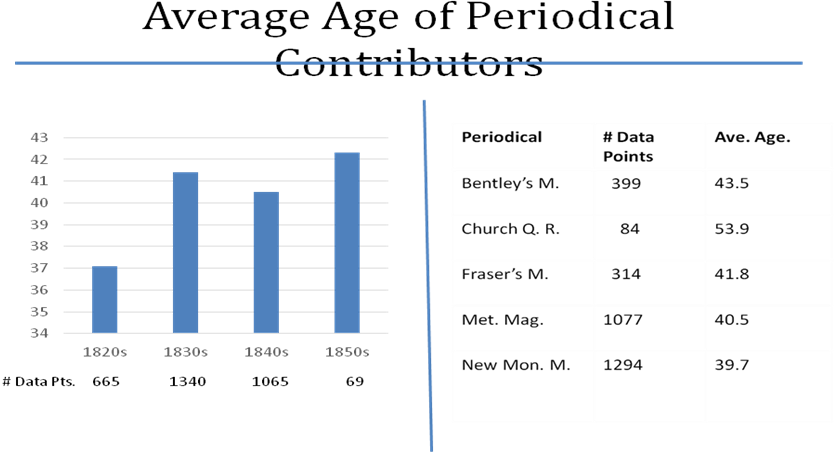 Average Age of Periodical
Contributors
43
42
41
40
39
38
37
36
35
34
1820s 1830s 1840s 1850s
# Data Pts. 665 1340 1065 69
Periodical # Data Ave. Age.
Points
Bentley's M. 399 43.5
Church Q. R. 84 53.9
Fraser's M. 314 41.8
Met. Mag. 1077 40.5
New Mon. M. 1294 39.7